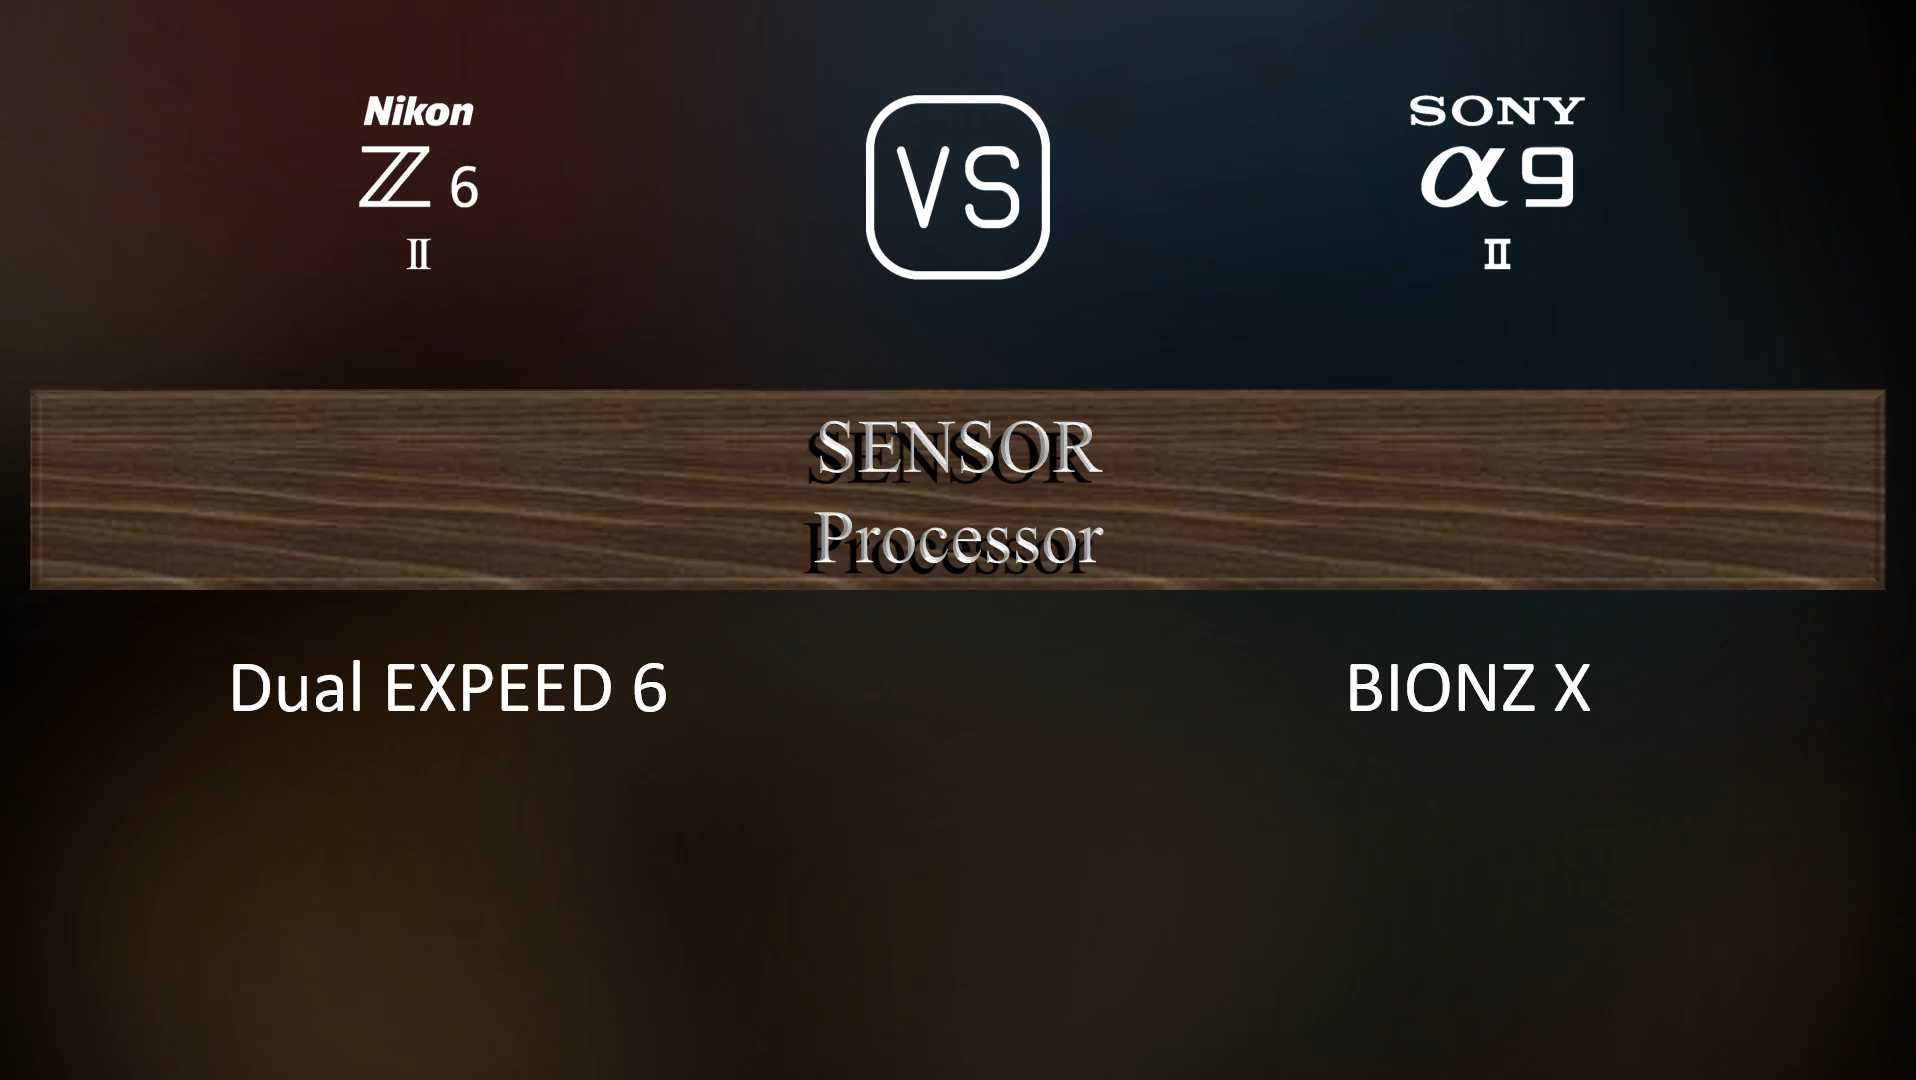 Nikon
Z 6
II
VS
SONY
α9
II
SENSOR
Processor
Dual EXPEED 6
BIONZ X